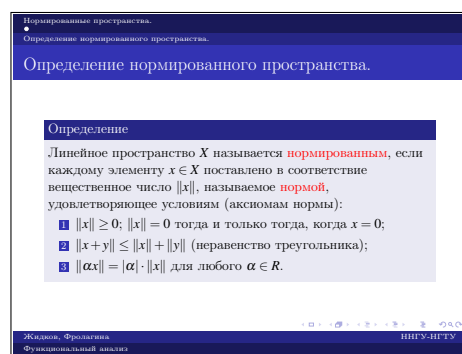 Нормированные пространства.
Определение нормированного пространства.
Определение нормированного пространства.
Определение
Линейное пространство X называется нормированным, если
каждому элементу x ∈ X поставлено в соответствие
вещественное число ‖x‖, называемое нормой,
удовлетворяющее условиям (аксиомам нормы):
1 ‖x‖ ≥ 0; ‖x‖ = 0 тогда и только тогда, когда x = 0;
2 ‖x+y‖ ≤ ‖x‖ + ‖y‖ (неравенство треугольника);
3 ‖αx‖ = |α| · ‖x‖ для любого α ∈ R.
Жидков, Фролагина ННГУ-НГТУ
Функциональный анализ